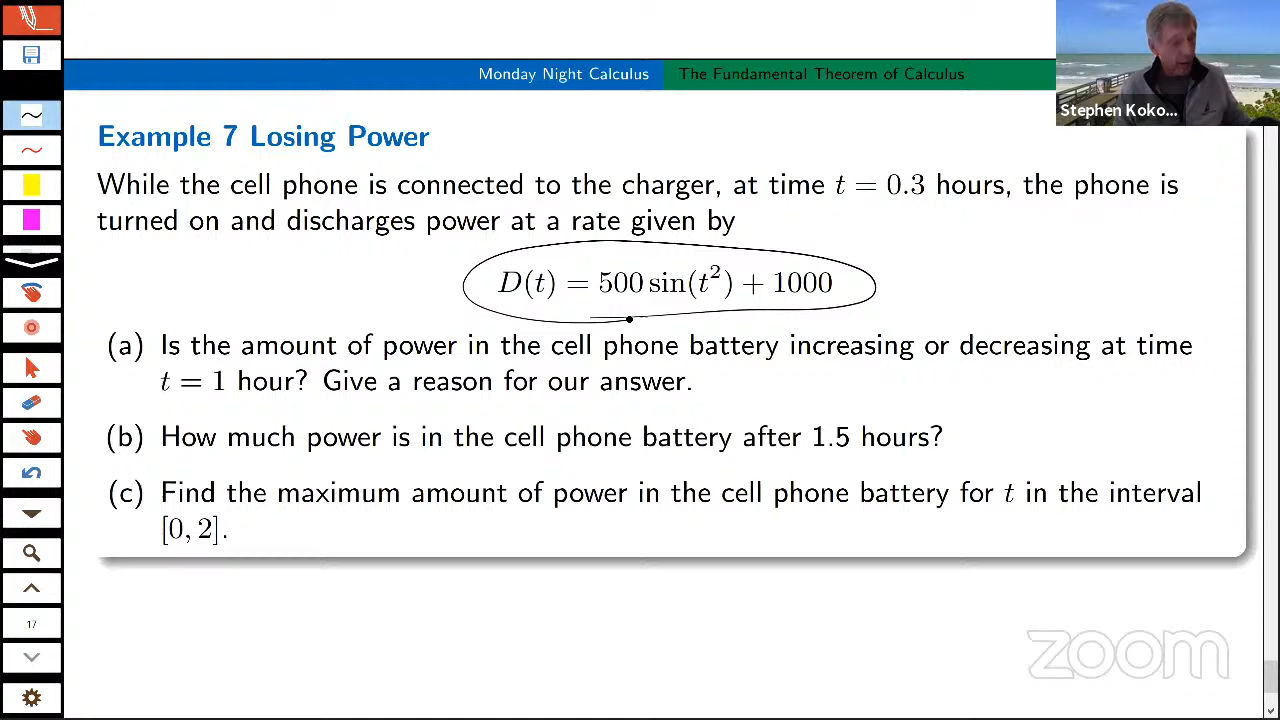 Monday Night Calculus The Fundamental Theorem of Calculus
Stephen Koko...
Example 7 Losing Power
While the cell phone is connected to the charger, at time t = 0.3 hours, the phone is
turned on and discharges power at a rate given by
D(t) = 500 sin(t²) + 1000
(a) Is the amount of power in the cell phone battery increasing or decreasing at time
t = 1 hour? Give a reason for our answer.
(b) How much power is in the cell phone battery after 1.5 hours?
(c) Find the maximum amount of power in the cell phone battery for t in the interval
[0, 2].
17
zoom